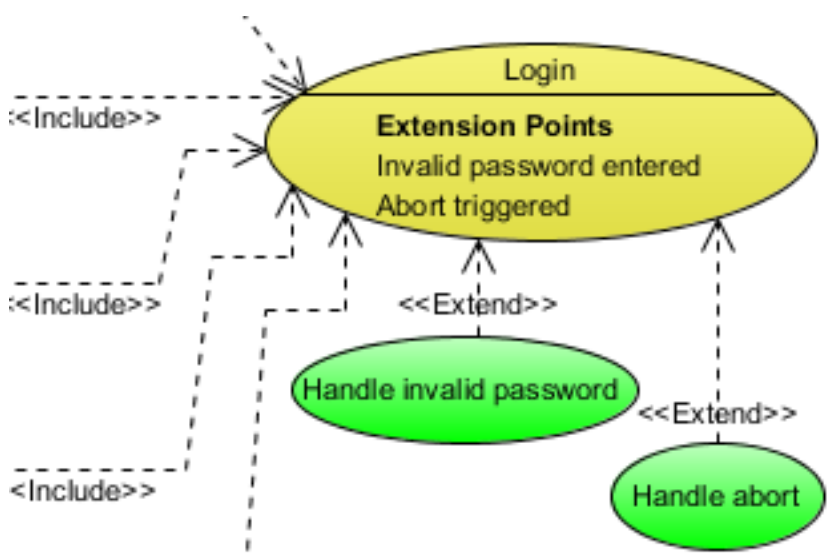 Login
<<Include>>
Extension Points
Invalid password entered
Abort triggered
<<Include>>
<<Extend>>
Handle invalid password
<<Extend>>
<Include>>
Handle abort